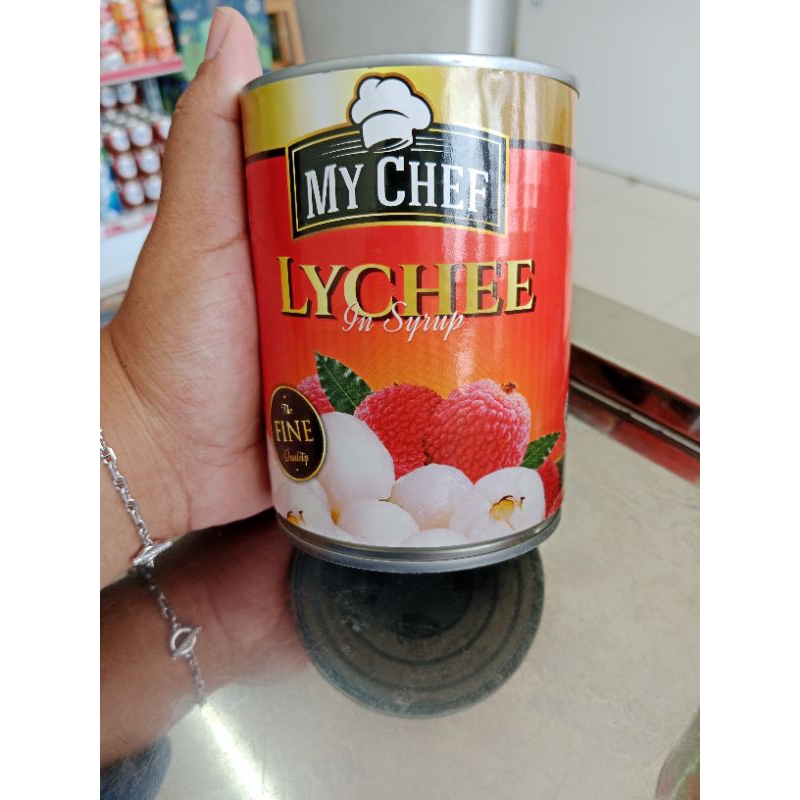 MY CHEF
LYCHEE
In Syrup
The
FINE
Quality